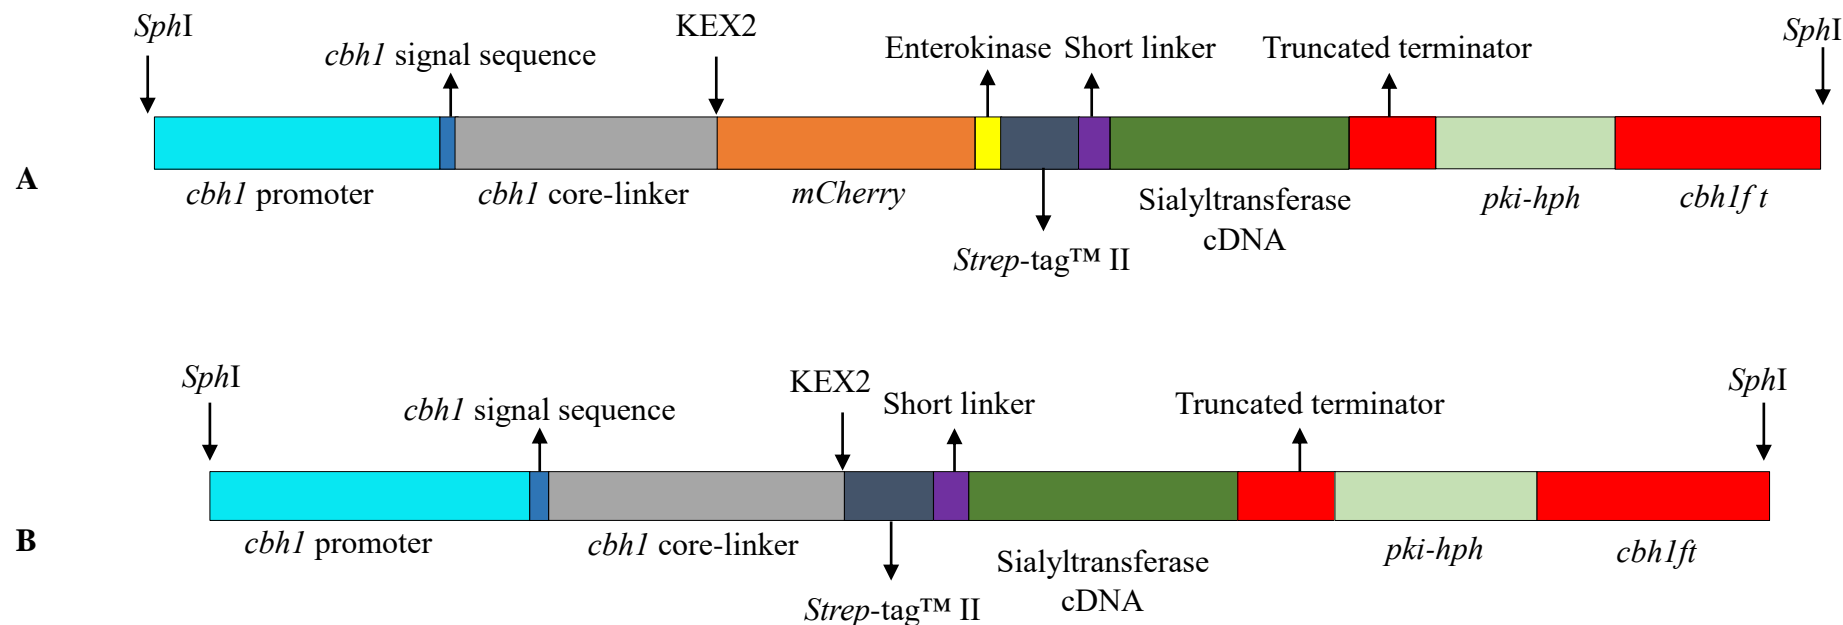 SphI
cbh1 signal sequence
KEX2
Enterokinase
Short linker
Truncated terminator
SphI
A
cbh1 promoter
cbh1 core-linker
mCherry
Strep-tag™ II
Sialyltransferase
cDNA
pki-hph
cbh1f t
SphI
cbh1 signal sequence
KEX2
Short linker
Truncated terminator
SphI
B
cbh1 promoter
cbh1 core-linker
Strep-tag™ II
Sialyltransferase
cDNA
pki-hph
cbh1ft